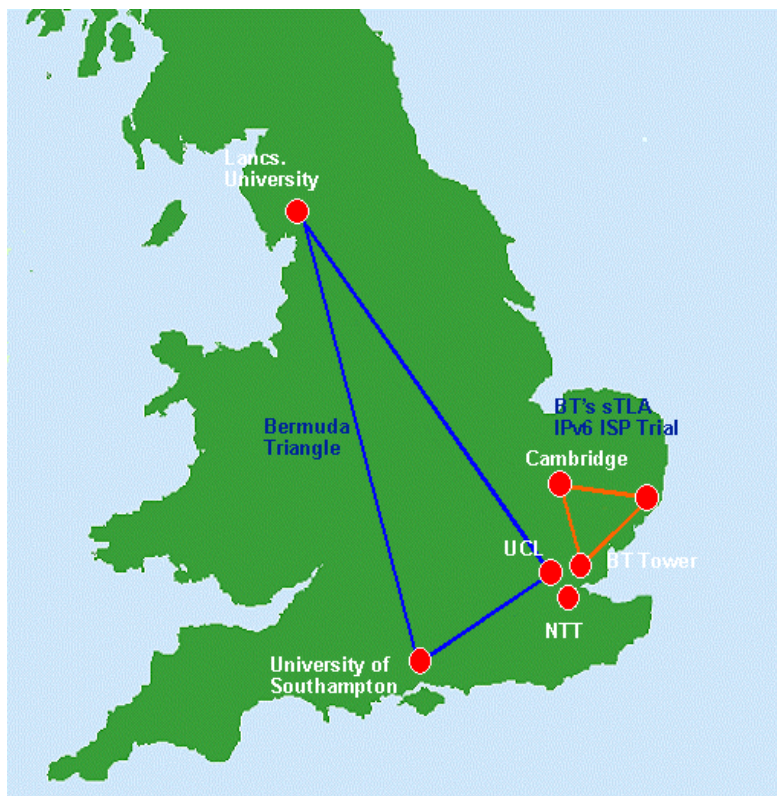 Lancs.
University
Bermuda
Triangle
BT's sTLA
IPv6 ISP Trial
Cambridge
UCL
BT Tower
NTT
University of
Southampton